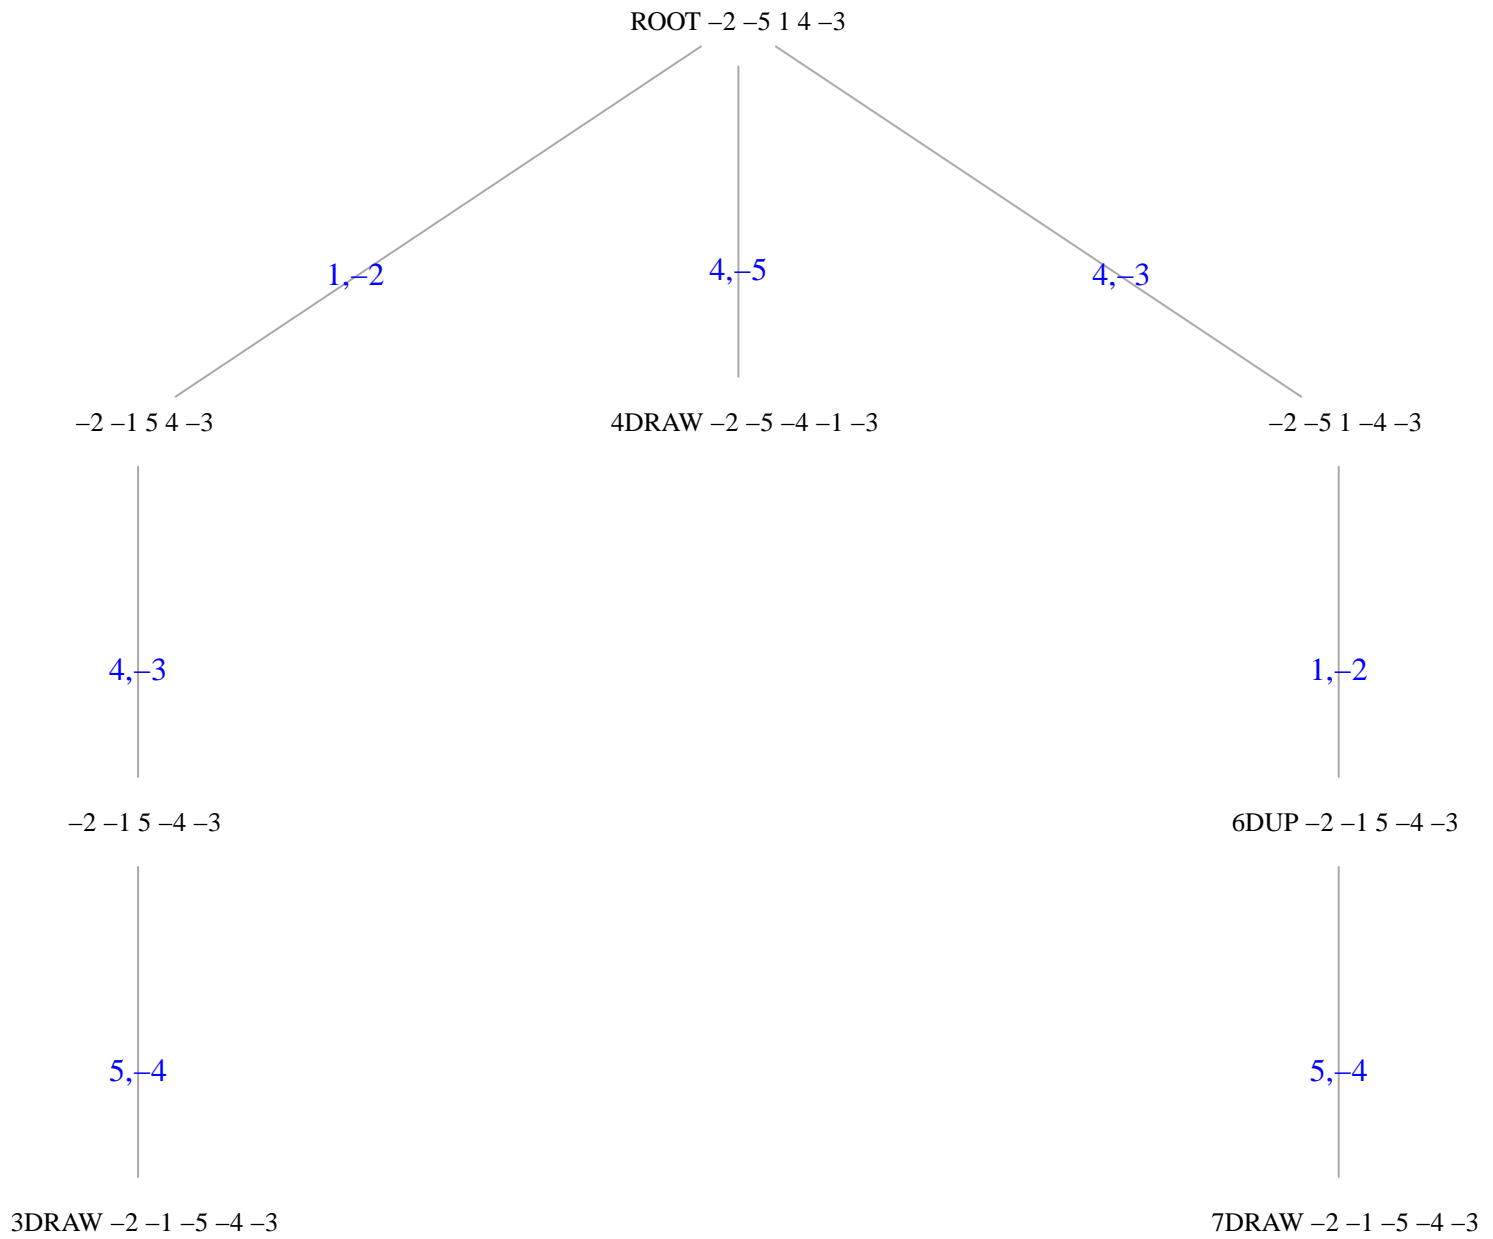 ROOT –2 –5 1 4 –3
1,–2
4,–5
4,–3
–2 –1 5 4 –3
4DRAW –2 –5 –4 –1 –3
–2 –5 1 –4 –3
4,–3
1,–2
–2 –1 5 –4 –3
6DUP –2 –1 5 –4 –3
5,–4
5,–4
3DRAW –2 –1 –5 –4 –3
7DRAW –2 –1 –5 –4 –3